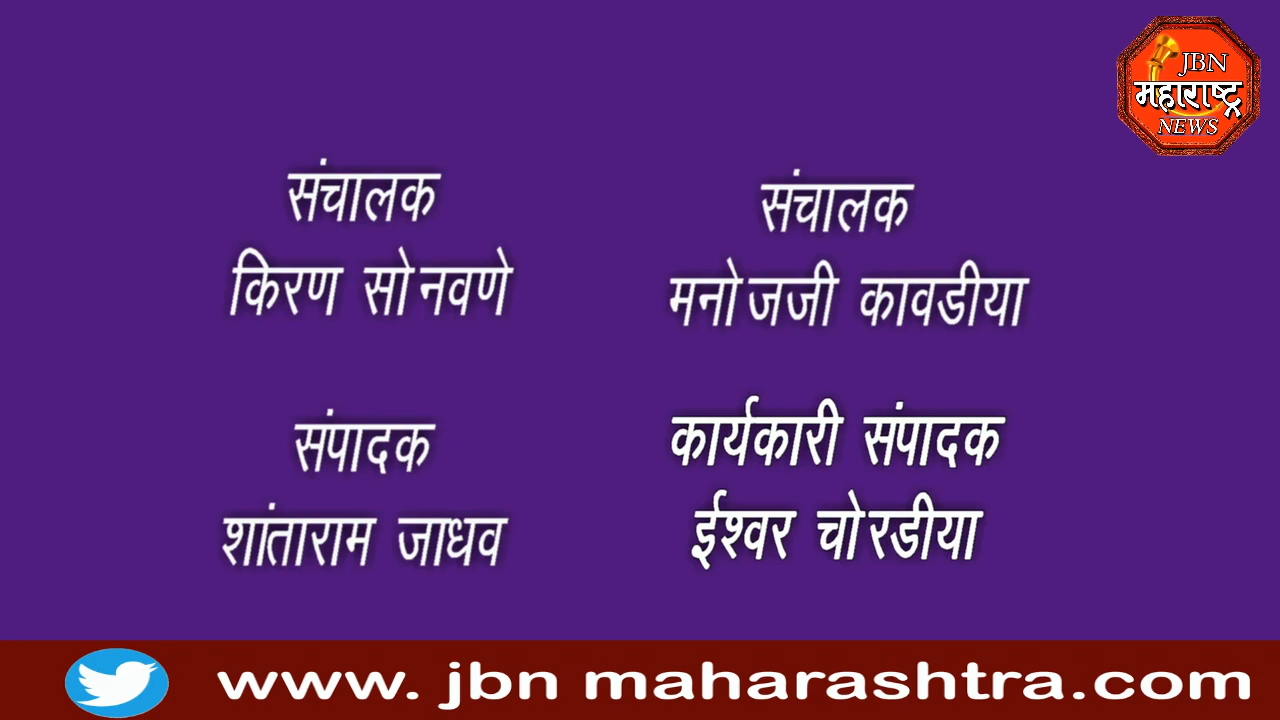 JBN
महाराष्ट्र
NEWS
संचालक
किरण सोनवणे
संचालक
मनोजजी कावडीया
संपादक
शांताराम जाधव
कार्यकारी संपादक
ईश्वर चोरडीया
www. jbn maharashtra.com